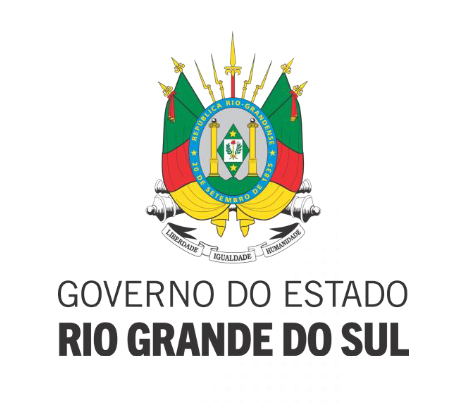 REPÚBLICA RIO-GRANDENSE
20 DE SETEMBRO DE 1835
LIBERDADE IGUALDADE HUMANIDADE
GOVERNO DO ESTADO
RIO GRANDE DO SUL